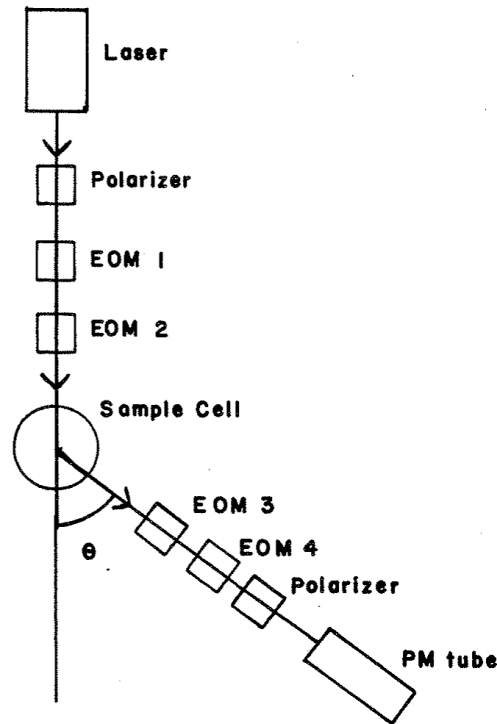 Laser
Polarizer
EOM 1
EOM 2
Sample Cell
EOM 3
θ
EOM 4
Polarizer
PM tube